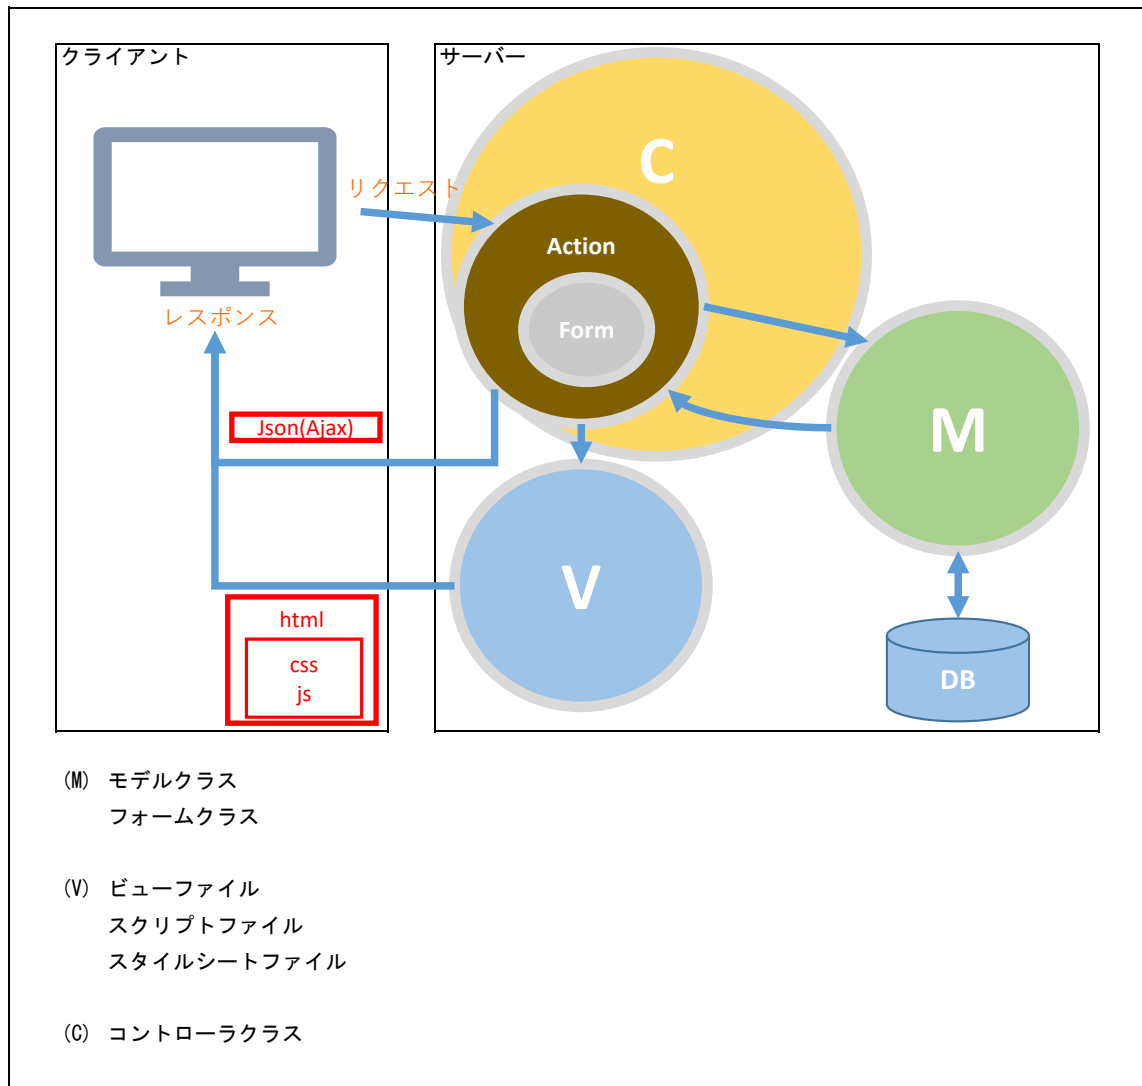 クライアント
サーバー
C
リクエスト
Action
Form
レスポンス
Json(Ajax)
M
V
html
css
js
DB
(M) モデルクラス
フォームクラス
(V) ビューファイル
スクリプトファイル
スタイルシートファイル
(C) コントローラクラス